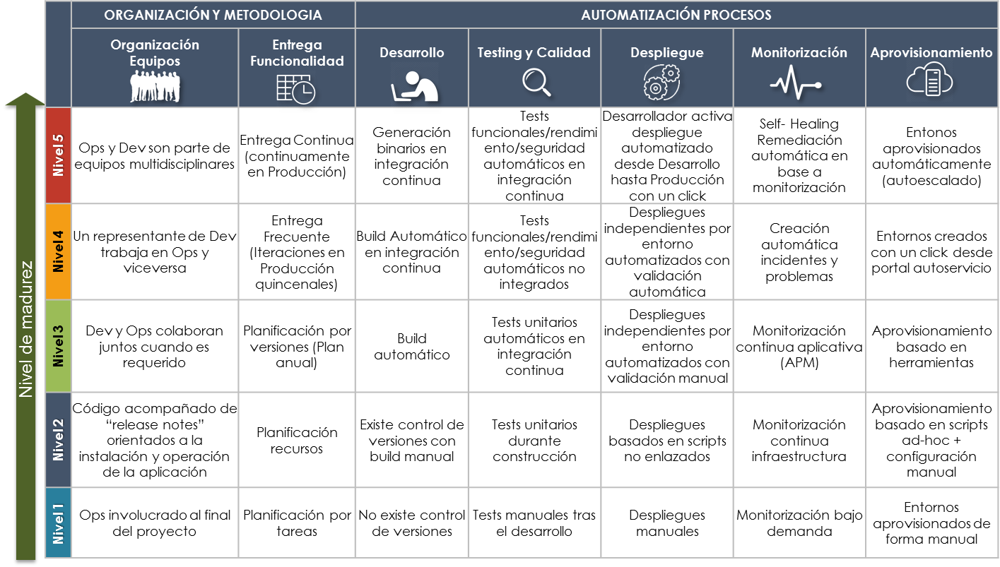 ORGANIZACIÓN Y METODOLOGIA
AUTOMATIZACIÓN PROCESOS
Organización
Equipos
Entrega
Funcionalidad
Desarrollo
Testing y Calidad
Despliegue
Monitorización
Aprovisionamiento
Nivel de madurez
Nivel 5
Ops y Dev son parte de
equipos multidisciplinares
Entrega Continua
(continuamente
en Producción)
Generación
binarios en
integración
continua
Tests
funcionales/rendimi
ento/seguridad
automáticos en
integración
continua
Desarrollador activa
despliegue
automatizado
desde Desarrollo
hasta Producción
con un click
Self- Healing
Remediación
automática en
base a
monitorización
Entonos
aprovisionados
automáticamente
(autoescalado)
Nivel 4
Un representante de Dev
trabaja en Ops y
viceversa
Entrega
Frecuente
(Iteraciones en
Producción
quincenales)
Build Automático
en integración
continua
Tests
funcionales/rendimi
ento/seguridad
automáticos no
integrados
Despliegues
independientes por
entorno
automatizados con
validación
automática
Creación
automática
incidentes y
problemas
Entornos creados
con un click desde
portal autoservicio
Nivel 3
Dev y Ops colaboran
juntos cuando es
requerido
Planificación por
versiones (Plan
anual)
Build
automático
Tests unitarios
automáticos en
integración
continua
Despliegues
independientes por
entorno
automatizados con
validación manual
Monitorización
continua aplicativa
(APM)
Aprovisionamiento
basado en
herramientas
Nivel 2
Código acompañado de
“release notes”
orientados a la
instalación y operación
de la aplicación
Planificación
recursos
Existe control de
versiones con
build manual
Tests unitarios
durante
construcción
Despliegues
basados en scripts
no enlazados
Monitorización
continua
infraestructura
Aprovisionamiento
basado en scripts
ad-hoc +
configuración
manual
Nivel 1
Ops involucrado al final
del proyecto
Planificación por
tareas
No existe control
de versiones
Tests manuales tras
el desarrollo
Despliegues
manuales
Monitorización bajo
demanda
Entornos
aprovisionados de
forma manual